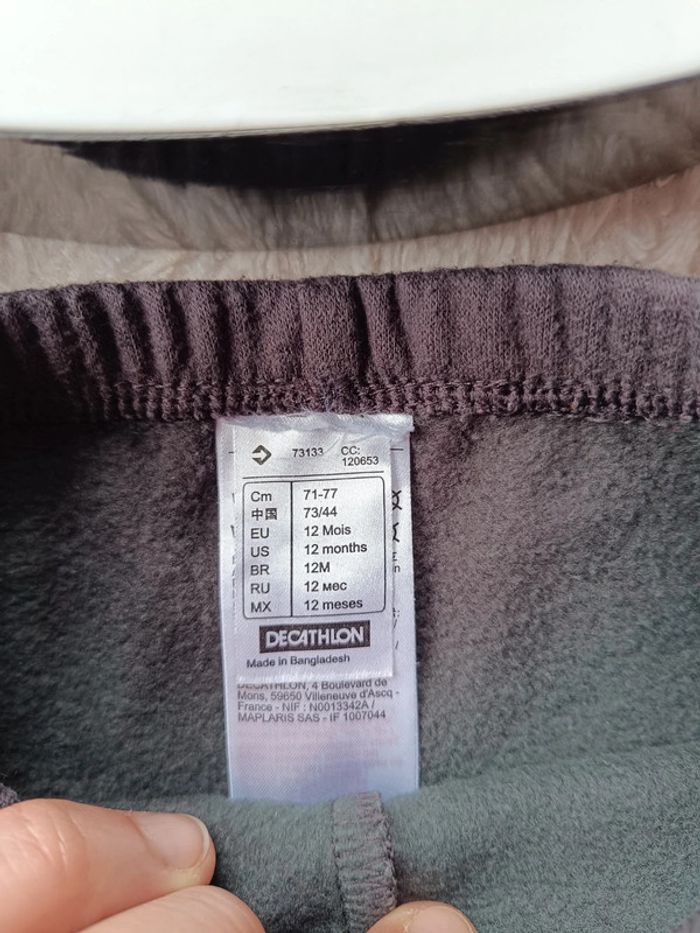 73133 CC:
120653
Cm 71-77
中国 73/44
EU 12 Mois
US 12 months
BR 12M
RU 12 мес
MX 12 meses
DECATHLON
Made in Bangladesh
DECATHLON, 4 Boulevard de
Mons, 59650 Villeneuve d'Ascq -
France - NIF : N0013342A /
MAPLARIS SAS - IF 1007044